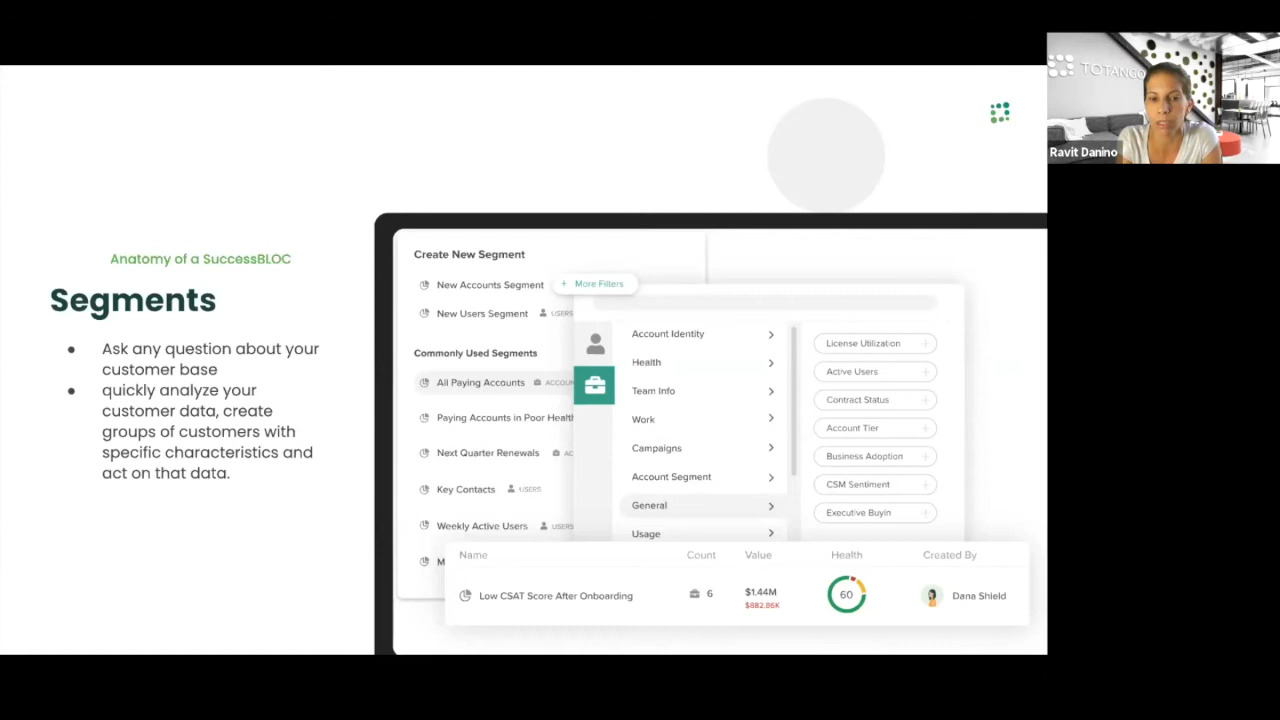 TOTANGO
Ravit Danino
Anatomy of a SuccessBLOC
Segments
Ask any question about your
customer base
quickly analyze your
customer data, create
groups of customers with
specific characteristics and
act on that data.
Create New Segment
New Accounts Segment
+ More Filters
New Users Segment USERS
Commonly Used Segments
All Paying Accounts ACCOUN
Paying Accounts in Poor Health
Next Quarter Renewals AC
Key Contacts USERS
Weekly Active Users USERS
M
Account Identity
Health
Team Info
Work
Campaigns
Account Segment
General
Usage
License Utilization +
Active Users +
Contract Status +
Account Tier +
Business Adoption +
CSM Sentiment +
Executive Buyin +
Name Count Value Health Created By
Low CSAT Score After Onboarding 6 $1.44M 60 Dana Shield
$882.86K